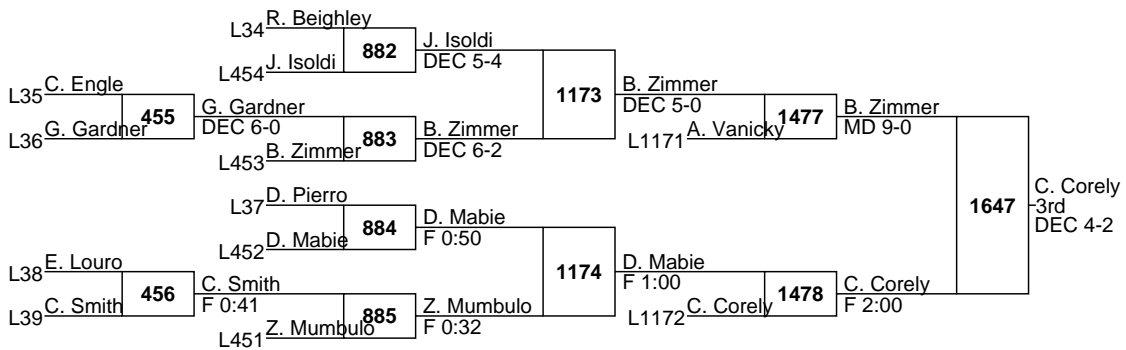 L34 R. Beighley
882
J. Isoldi
DEC 5-4
L454 J. Isoldi
1173
L35 C. Engle
B. Zimmer
DEC 5-0
455
G. Gardner
DEC 6-0
1477
B. Zimmer
MD 9-0
L36 G. Gardner
883
B. Zimmer
DEC 6-2
L1171 A. Vanicky
L453 B. Zimmer
C. Corely
3rd
DEC 4-2
1647
L37 D. Pierro
884
D. Mabie
F 0:50
L452 D. Mabie
1174
L38 E. Louro
D. Mabie
F 1:00
456
C. Smith
F 0:41
1478
C. Corely
F 2:00
L39 C. Smith
885
Z. Mumbulo
F 0:32
L1172 C. Corely
L451 Z. Mumbulo